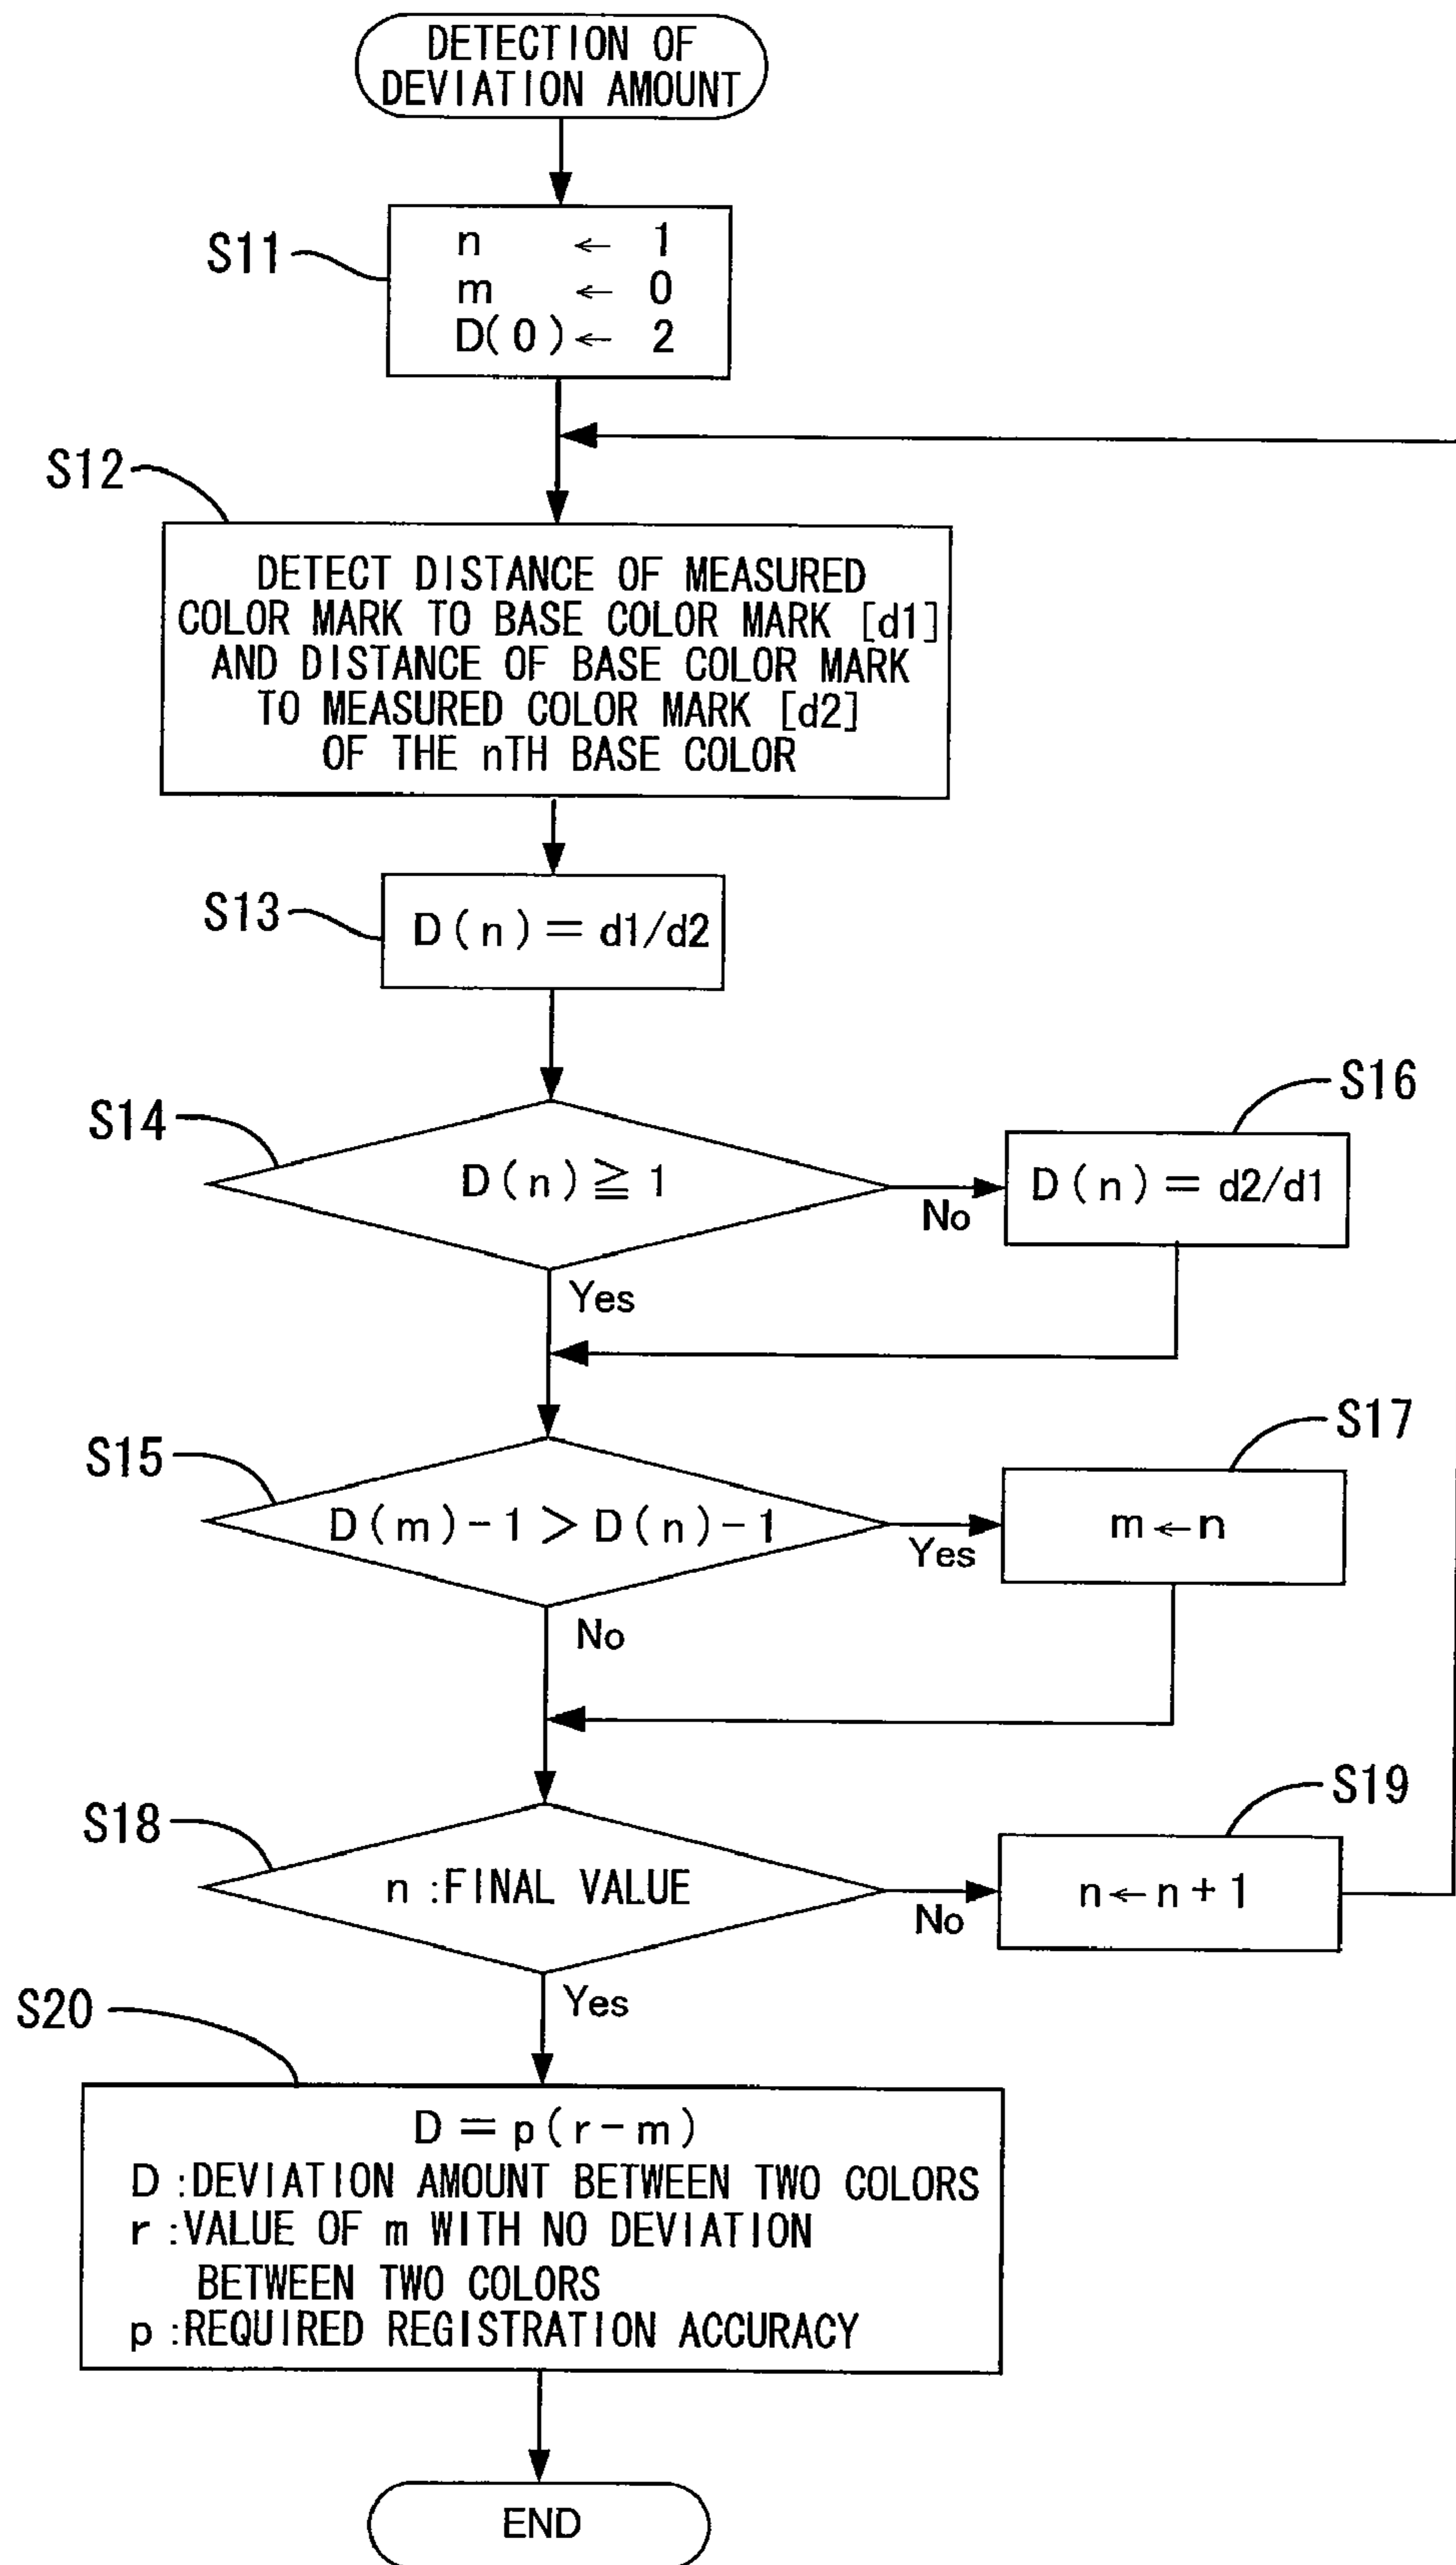 DETECTION OF
DEVIATION AMOUNT
S11
n ← 1
m ← 0
D(0)← 2
S12
DETECT DISTANCE OF MEASURED
COLOR MARK TO BASE COLOR MARK [d1]
AND DISTANCE OF BASE COLOR MARK
TO MEASURED COLOR MARK [d2]
OF THE nTH BASE COLOR
S13
D(n)=d1/d2
S14
D(n)≧1
No
S16
D(n)=d2/d1
Yes
S15
D(m)-1>D(n)-1
Yes
S17
m←n
No
S18
n :FINAL VALUE
No
S19
n←n+1
Yes
S20
D=p(r-m)
D :DEVIATION AMOUNT BETWEEN TWO COLORS
r :VALUE OF m WITH NO DEVIATION
BETWEEN TWO COLORS
p :REQUIRED REGISTRATION ACCURACY
END